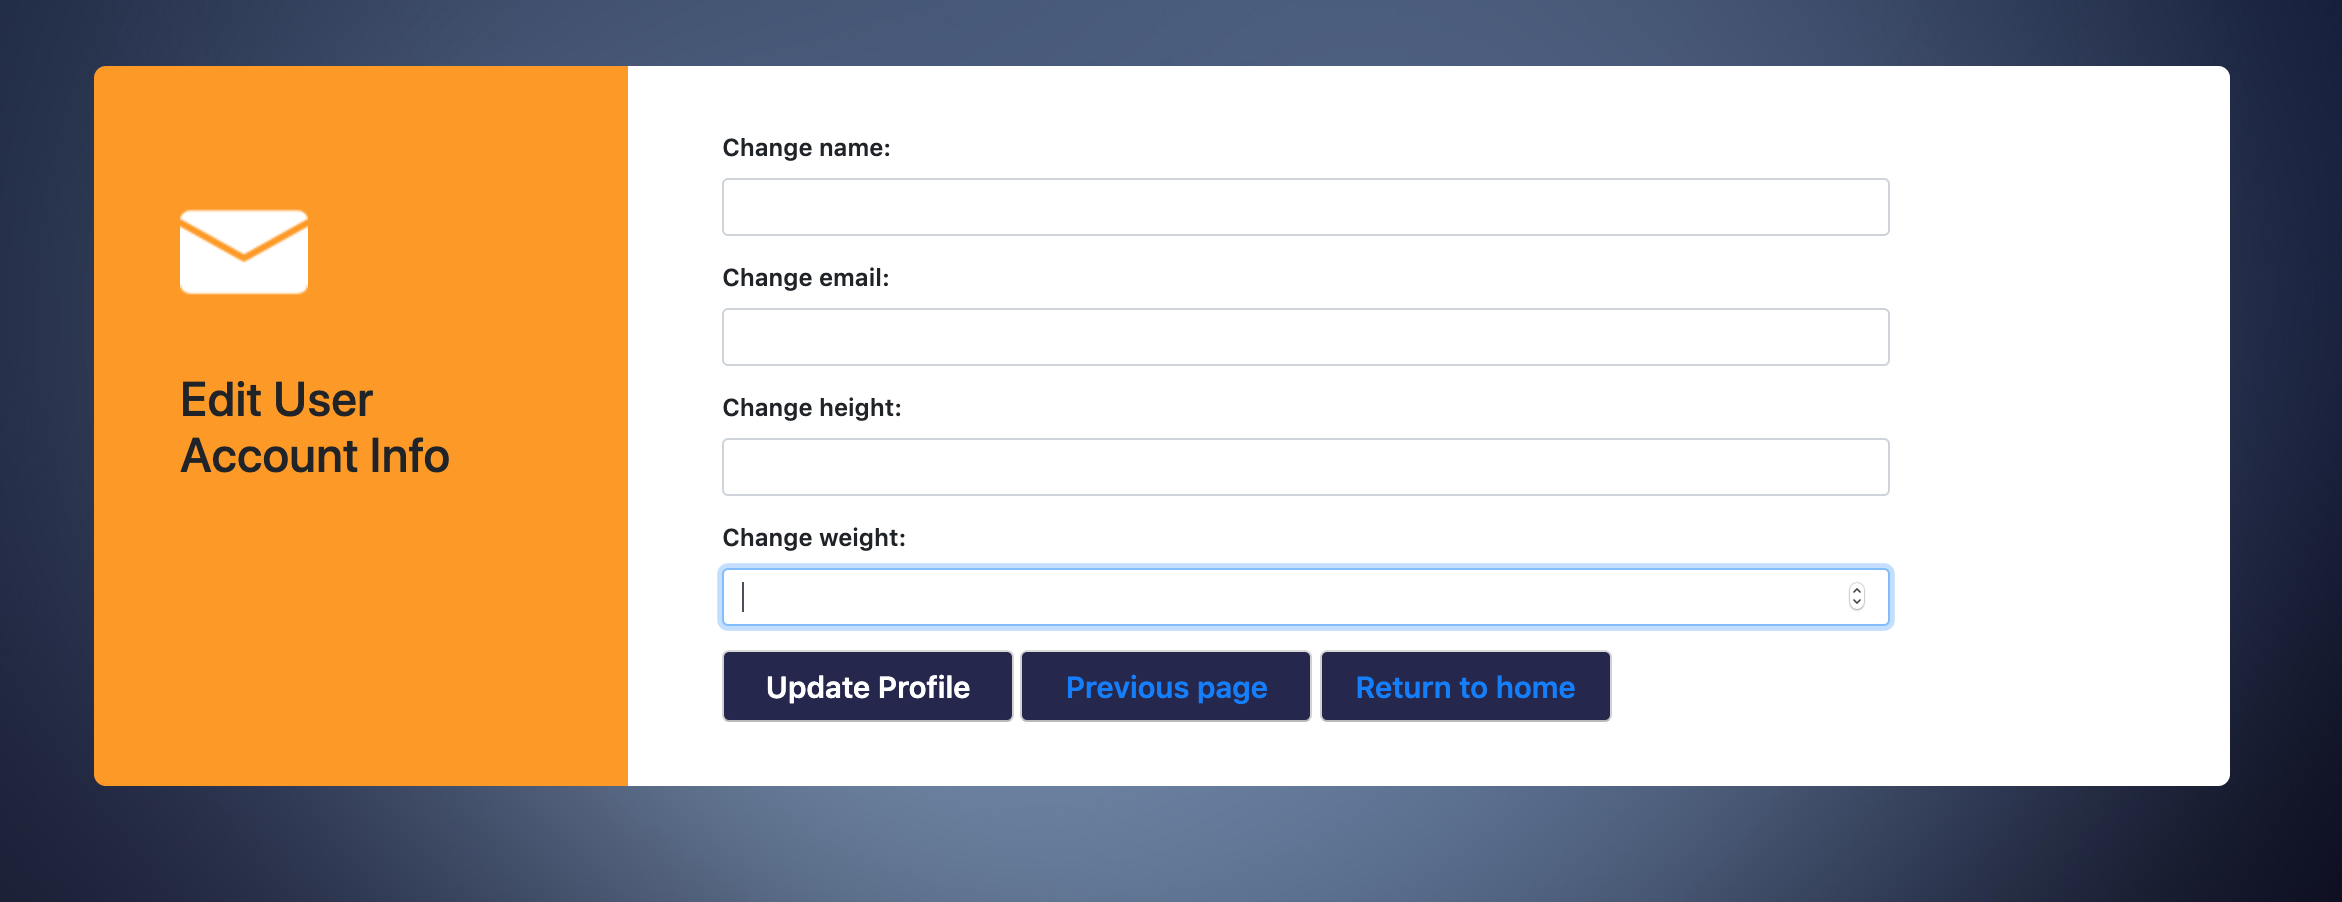 Edit User
Account Info
Change name:
Change email:
Change height:
Change weight:
Update Profile
Previous page
Return to home